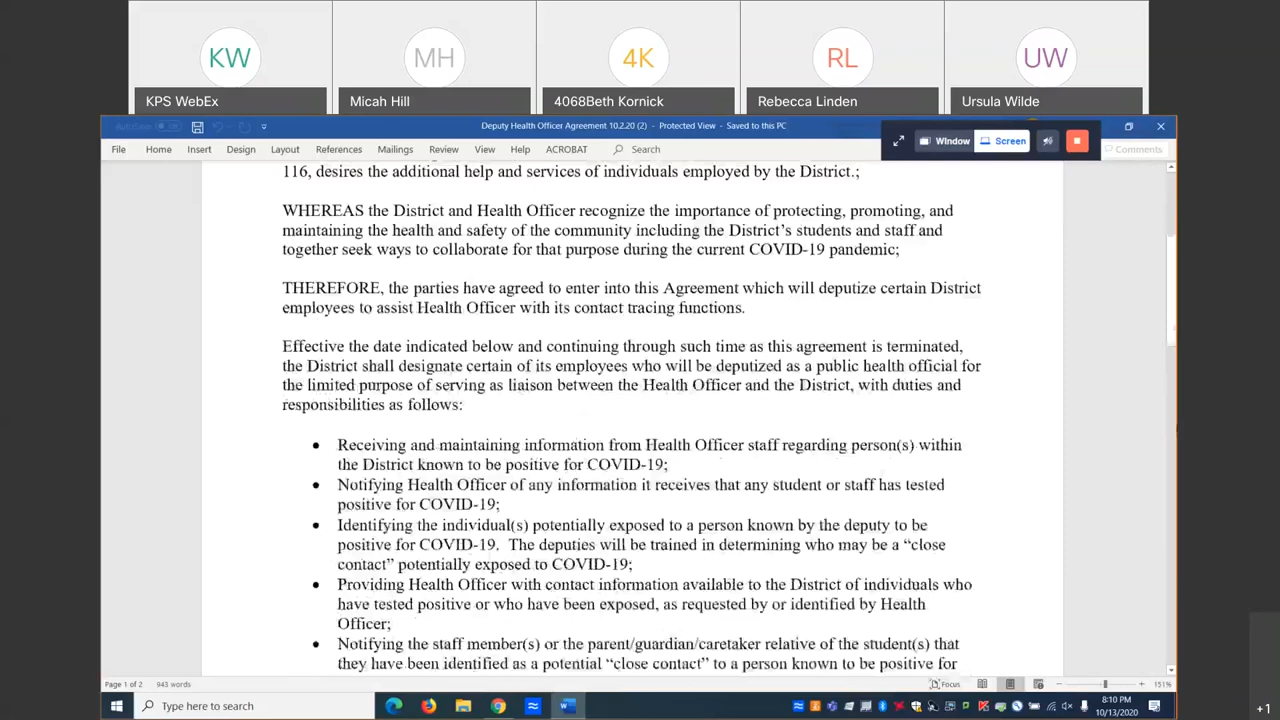 KW MH 4K RL UW
KPS WebEx Micah Hill 4068Beth Kornick Rebecca Linden Ursula Wilde
AutoSave Off Deputy Health Officer Agreement 10.2.20 (2) - Protected View - Saved to this PC
Window Screen
File Home Insert Design Layout References Mailings Review View Help ACROBAT Search Comments
116, desires the additional help and services of individuals employed by the District.;
WHEREAS the District and Health Officer recognize the importance of protecting, promoting, and
maintaining the health and safety of the community including the District's students and staff and
together seek ways to collaborate for that purpose during the current COVID-19 pandemic;
THEREFORE, the parties have agreed to enter into this Agreement which will deputize certain District
employees to assist Health Officer with its contact tracing functions.
Effective the date indicated below and continuing through such time as this agreement is terminated,
the District shall designate certain of its employees who will be deputized as a public health official for
the limited purpose of serving as liaison between the Health Officer and the District, with duties and
responsibilities as follows:
• Receiving and maintaining information from Health Officer staff regarding person(s) within
the District known to be positive for COVID-19;
• Notifying Health Officer of any information it receives that any student or staff has tested
positive for COVID-19;
• Identifying the individual(s) potentially exposed to a person known by the deputy to be
positive for COVID-19. The deputies will be trained in determining who may be a “close
contact” potentially exposed to COVID-19;
• Providing Health Officer with contact information available to the District of individuals who
have tested positive or who have been exposed, as requested by or identified by Health
Officer;
• Notifying the staff member(s) or the parent/guardian/caretaker relative of the student(s) that
they have been identified as a potential “close contact” to a person known to be positive for
Page 1 of 2 943 words Focus 151%
Type here to search 8:10 PM
10/13/2020
+1